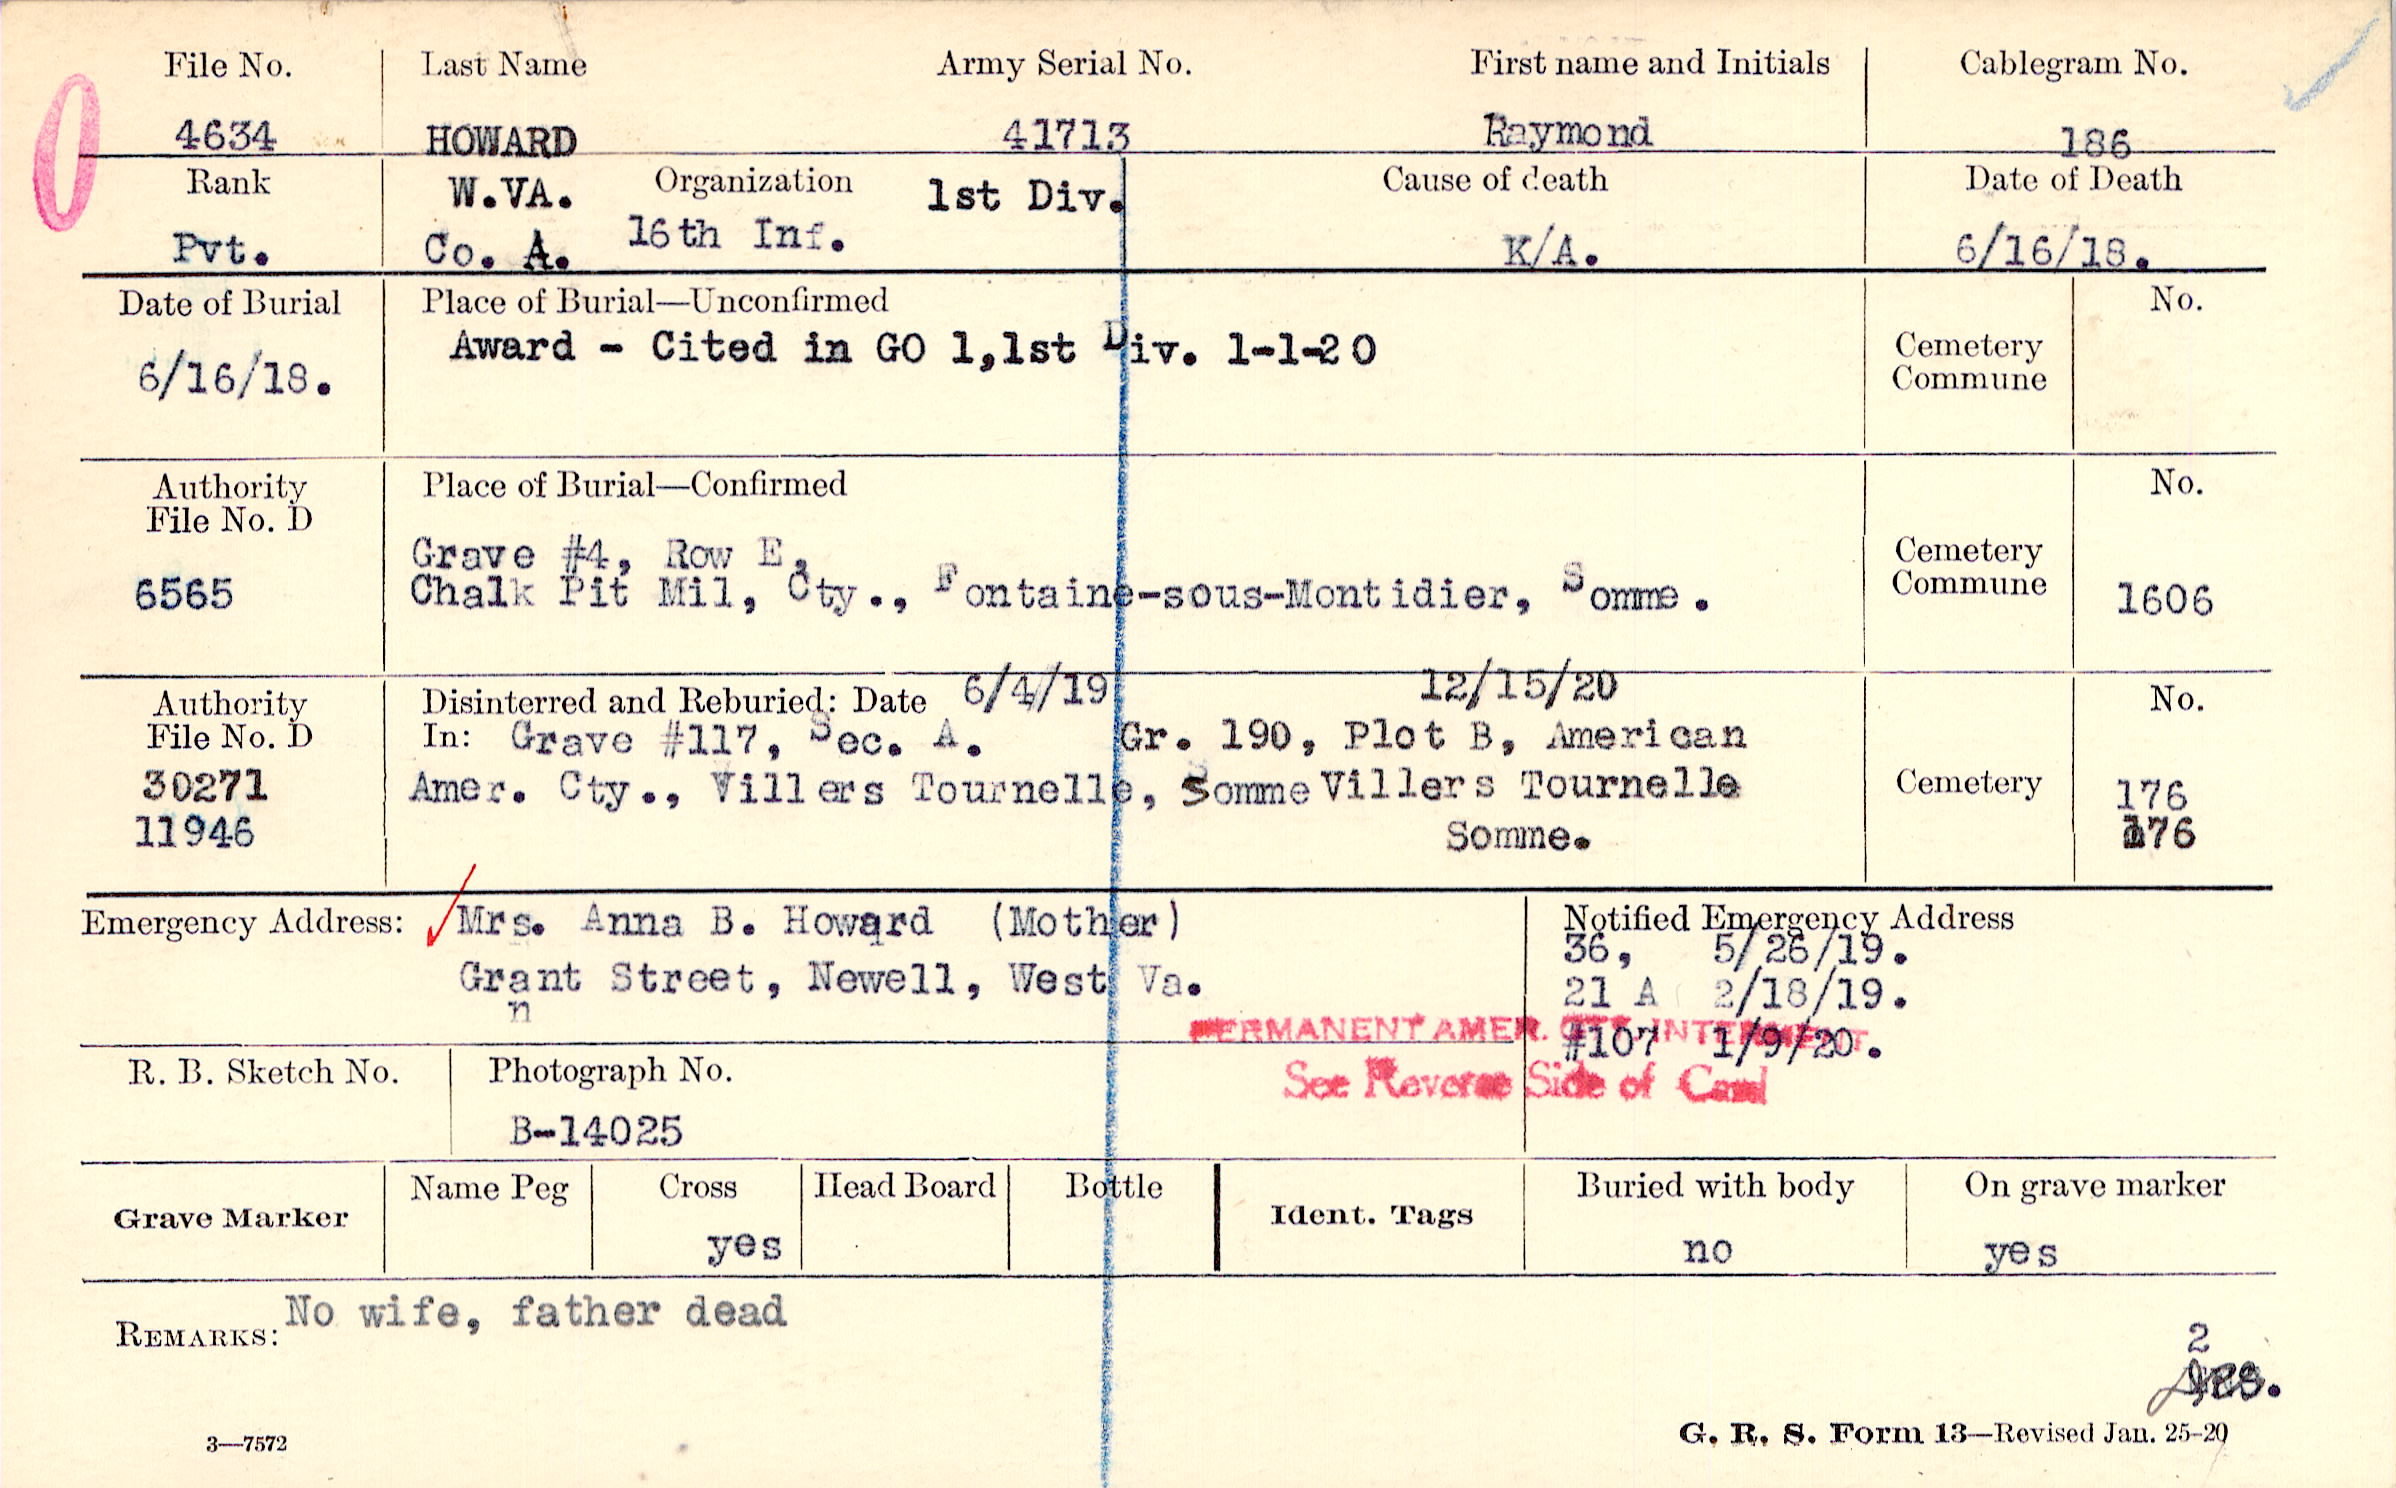 File No. Last Name Army Serial No. First name and Initials Cablegram No.
4634 HOWARD 41713 Raymond 186
Rank W.VA. Organization 1st Div. Cause of death Date of Death
Pvt. Co. A. 16th Inf. K/A. 6/16/18.
Date of Burial Place of Burial—Unconfirmed No.
6/16/18. Award - Cited in GO 1,1st Div. 1-1-20 Cemetery
Commune
Authority Place of Burial—Confirmed No.
File No. D
Grave #4, Row E, Cemetery
6565 Chalk Pit Mil, Cty., Fontaine-sous-Montidier, Somme. Commune 1606
Authority Disinterred and Reburied: Date 6/4/19 12/15/20 No.
File No. D In: Grave #117, Sec. A. Gr. 190, Plot B, American
30271 Amer. Cty., Villers Tournelle, Somme Villers Tournelle Cemetery 176
11946 Somme. 176
Emergency Address: Mrs. Anna B. Howard (Mother) Notified Emergency Address
36, 5/26/19.
Grant Street, Newell, West Va. 21 A 2/18/19.
n
PERMANENT AMER. CTY. INTERMENT
#107 1/9/20.
R. B. Sketch No. Photograph No. See Reverse Side of Card
B-14025
Grave Marker Name Peg Cross Head Board Bottle Ident. Tags Buried with body On grave marker
yes no yes
REMARKS: No wife, father dead
2
3—7572 G. R. S. Form 13—Revised Jan. 25-20